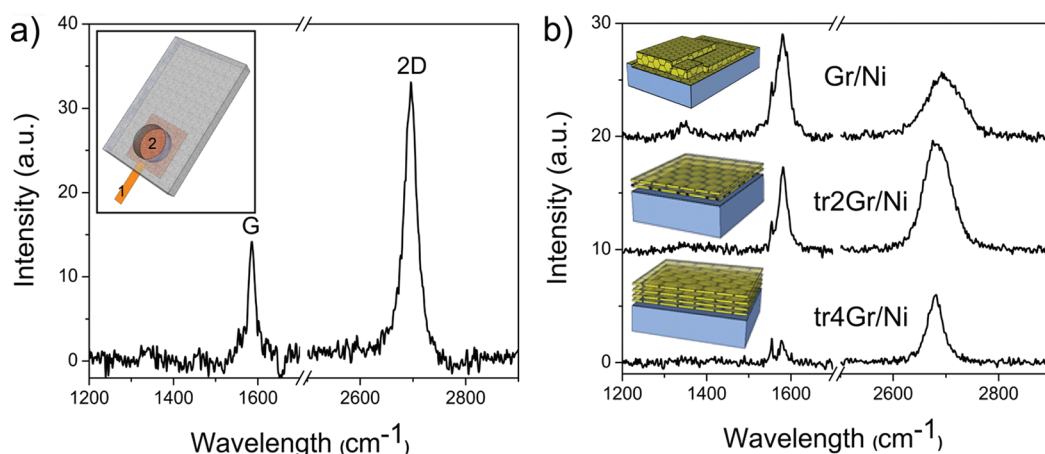 a)
40
30
20
10
0
Intensity (a.u.)
2
1
G
2D
1200 1400 1600 2600 2800
Wavelength (cm-1)
b)
30
20
10
0
Intensity (a.u.)
Gr/Ni
tr2Gr/Ni
tr4Gr/Ni
1200 1400 1600 2600 2800
Wavelength (cm-1)